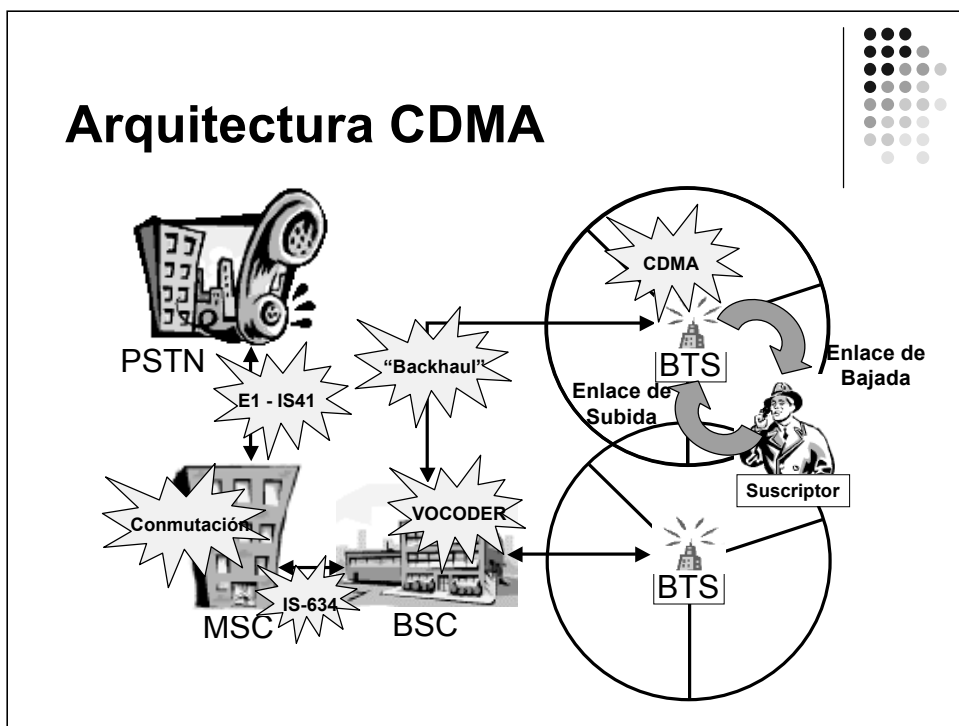 Arquitectura CDMA
CDMA
PSTN
"Backhaul"
BTS
Enlace de
Bajada
E1 - IS41
Enlace de
Subida
Suscriptor
Conmutación
VOCODER
IS-634
MSC
BSC
BTS